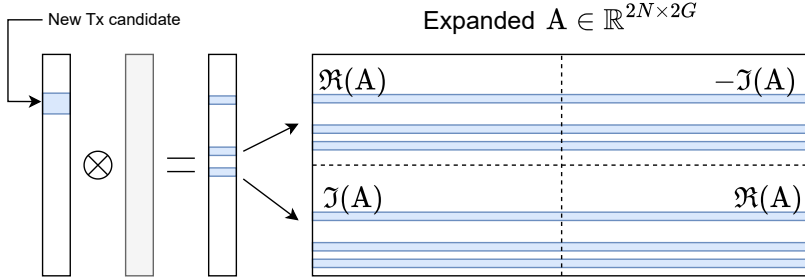 New Tx candidate
Expanded A ∈ ℝ^{2N×2G}
ℜ(A) −ℑ(A)
⊗ =
ℑ(A) ℜ(A)